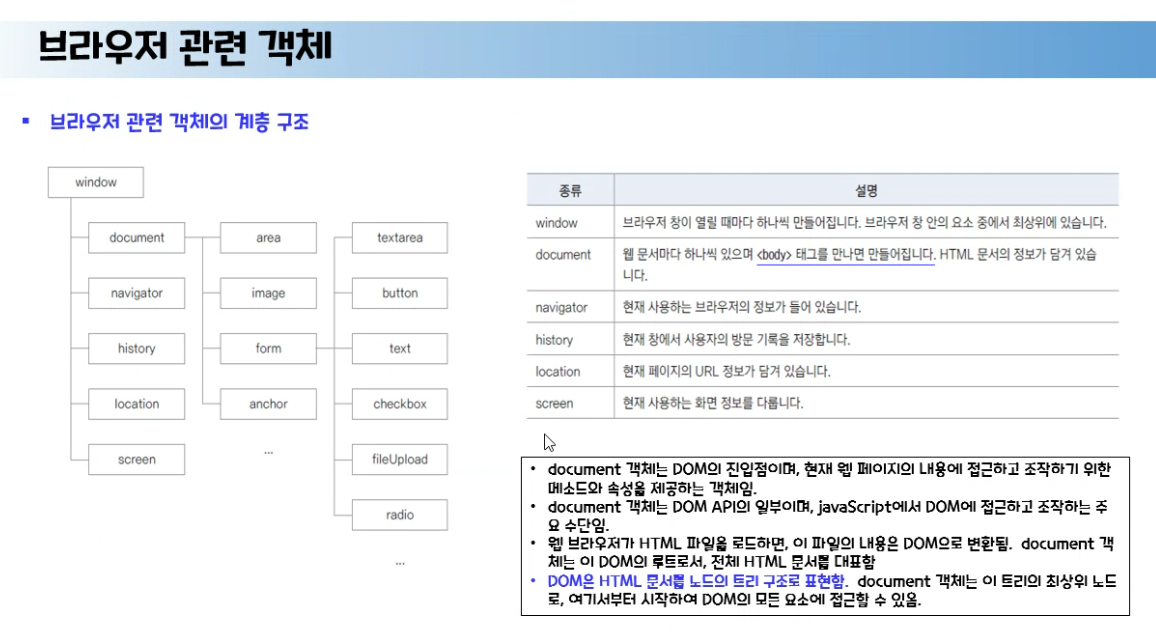 브라우저 관련 객체
▪ 브라우저 관련 객체의 계층 구조
window
document
area
textarea
navigator
image
button
history
form
text
location
anchor
checkbox
screen
...
fileUpload
radio
...
종류 설명
window 브라우저 창이 열릴 때마다 하나씩 만들어집니다. 브라우저 창 안의 요소 중에서 최상위에 있습니다.
document 웹 문서마다 하나씩 있으며 <body> 태그를 만나면 만들어집니다. HTML 문서의 정보가 담겨 있습
니다.
navigator 현재 사용하는 브라우저의 정보가 들어 있습니다.
history 현재 창에서 사용자의 방문 기록을 저장합니다.
location 현재 페이지의 URL 정보가 담겨 있습니다.
screen 현재 사용하는 화면 정보를 다룹니다.
• document 객체는 DOM의 진입점이며, 현재 웹 페이지의 내용에 접근하고 조작하기 위한
메소드와 속성을 제공하는 객체임.
• document 객체는 DOM API의 일부이며, javaScript에서 DOM에 접근하고 조작하는 주
요 수단임.
• 웹 브라우저가 HTML 파일을 로드하면, 이 파일의 내용은 DOM으로 변환됨. document 객
체는 이 DOM의 루트로서, 전체 HTML 문서를 대표함
• DOM은 HTML 문서를 노드의 트리 구조로 표현함. document 객체는 이 트리의 최상위 노드
로, 여기서부터 시작하여 DOM의 모든 요소에 접근할 수 있음.